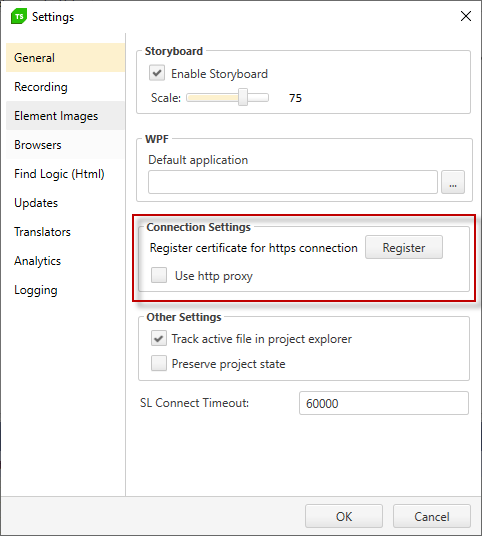 TS Settings
General
Recording
Element Images
Browsers
Find Logic (Html)
Updates
Translators
Analytics
Logging
Storyboard
Enable Storyboard
Scale: 75
WPF
Default application
...
Connection Settings
Register certificate for https connection Register
Use http proxy
Other Settings
Track active file in project explorer
Preserve project state
SL Connect Timeout: 60000
OK Cancel